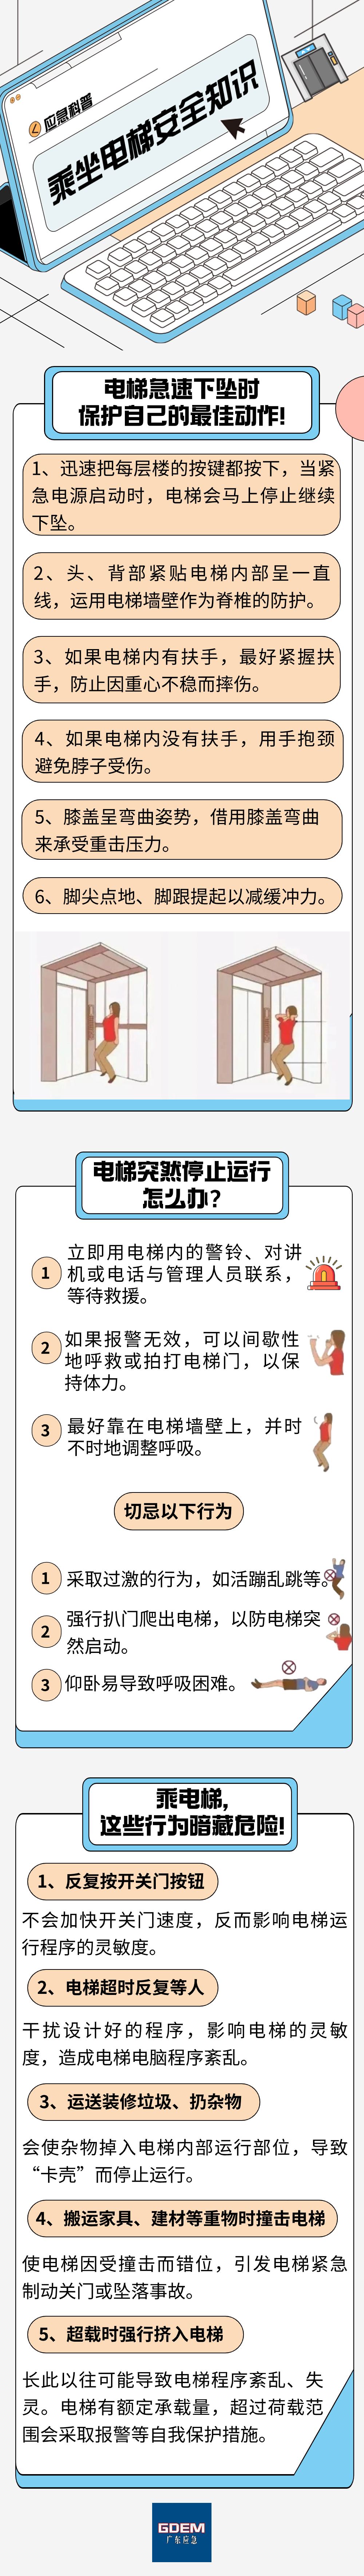 应急科普
乘坐电梯安全知识
电梯急速下坠时
保护自己的最佳动作!
1、迅速把每层楼的按键都按下，当紧
急电源启动时，电梯会马上停止继续
下坠。
2、头、背部紧贴电梯内部呈一直
线，运用电梯墙壁作为脊椎的防护。
3、如果电梯内有扶手，最好紧握扶
手，防止因重心不稳而摔伤。
4、如果电梯内没有扶手，用手抱颈
避免脖子受伤。
5、膝盖呈弯曲姿势，借用膝盖弯曲
来承受重击压力。
6、脚尖点地、脚跟提起以减缓冲力。
电梯突然停止运行
怎么办?
1
立即用电梯内的警铃、对讲
机或电话与管理人员联系，
等待救援。
2
如果报警无效，可以间歇性
地呼救或拍打电梯门，以保
持体力。
3
最好靠在电梯墙壁上，并时
不时地调整呼吸。
切忌以下行为
1
采取过激的行为，如活蹦乱跳等。
2
强行扒门爬出电梯，以防电梯突
然启动。
3
仰卧易导致呼吸困难。
乘电梯,
这些行为暗藏危险!
1、反复按开关门按钮
不会加快开关门速度，反而影响电梯运
行程序的灵敏度。
2、电梯超时反复等人
干扰设计好的程序，影响电梯的灵敏
度，造成电梯电脑程序紊乱。
3、运送装修垃圾、扔杂物
会使杂物掉入电梯内部运行部位，导致
“卡壳”而停止运行。
4、搬运家具、建材等重物时撞击电梯
使电梯因受撞击而错位，引发电梯紧急
制动关门或坠落事故。
5、超载时强行挤入电梯
长此以往可能导致电梯程序紊乱、失
灵。电梯有额定承载量，超过荷载范
围会采取报警等自我保护措施。
GDEM
广东应急